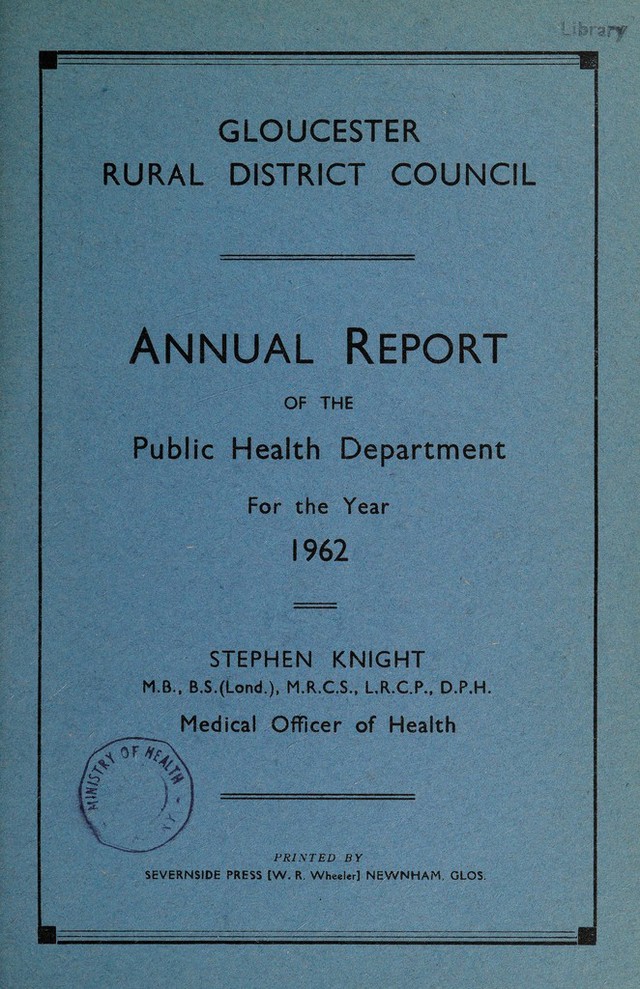 Library
GLOUCESTER
RURAL DISTRICT COUNCIL
ANNUAL REPORT
OF THE
Public Health Department
For the Year
1962
STEPHEN KNIGHT
M.B., B.S.(Lond.), M.R.C.S., L.R.C.P., D.P.H.
Medical Officer of Health
MINISTRY OF HEALTH
PRINTED BY
SEVERNSIDE PRESS [W. R. Wheeler] NEWNHAM, GLOS.